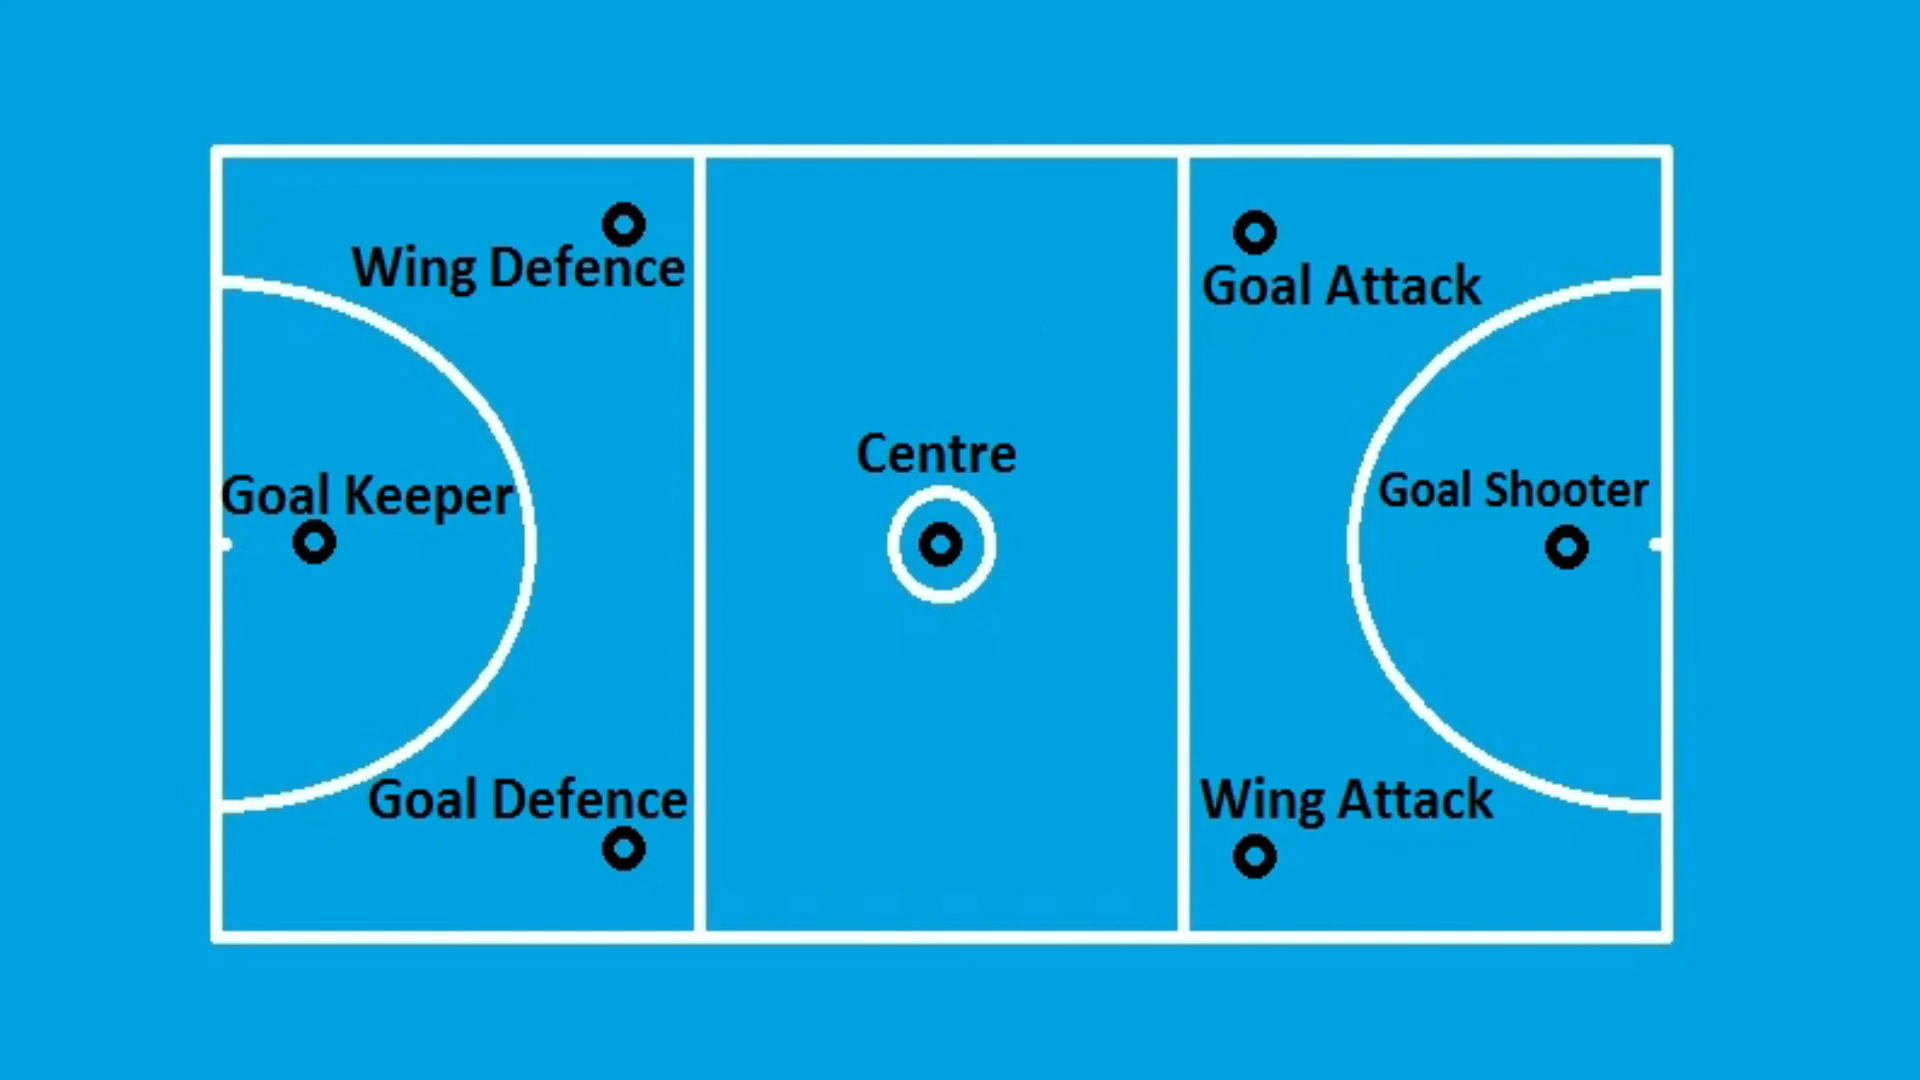 Wing Defence
Goal Attack
Centre
Goal Keeper
Goal Shooter
Goal Defence
Wing Attack